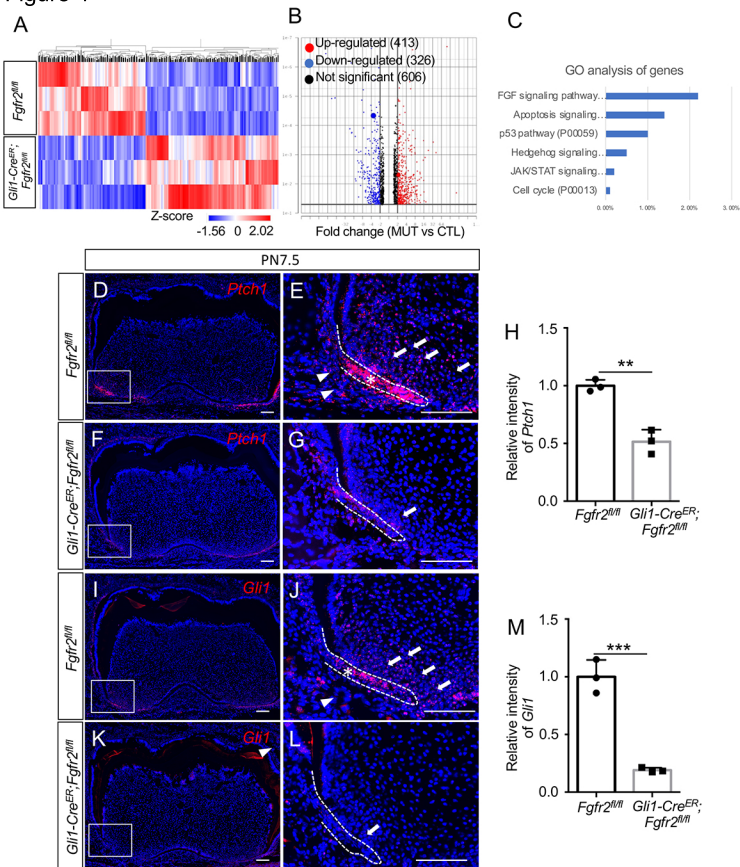 A
B
C
Up-regulated (413)
Down-regulated (326)
Not significant (606)
Fgfr2fl/fl
Gli1-CreER;
Fgfr2fl/fl
Z-score
-1.56 0 2.02
Fold change (MUT vs CTL)
GO analysis of genes
FGF signaling pathway…
Apoptosis signaling…
p53 pathway (P00059)
Hedgehog signaling…
JAK/STAT signaling…
Cell cycle (P00013)
0.00% 1.00% 2.00% 3.00%
PN7.5
D
Ptch1
E
Fgfr2fl/fl
*
F
Ptch1
G
Gli1-CreER;Fgfr2fl/fl
H
Relative intensity
of Ptch1
1.5
1.0
0.5
0.0
**
Fgfr2fl/fl
Gli1-CreER;
Fgfr2fl/fl
I
Gli1
J
Fgfr2fl/fl
*
K
Gli1
L
Gli1-CreER;Fgfr2fl/fl
M
Relative intensity
of Gli1
1.5
1.0
0.5
0.0
***
Fgfr2fl/fl
Gli1-CreER;
Fgfr2fl/fl